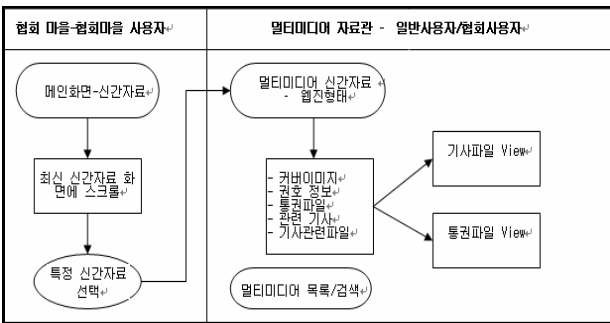 협회 마을-협회마을 사용자
멀티미디어 자료관 - 일반사용자/협회사용자
메인화면-신간자료
최신 신간자료 화
면에 스크롤
특정 신간자료
선택
멀티미디어 신간자료
- 웹진형태
- 커버이미지
- 권호 정보
- 통권파일
- 관련 기사
- 기사관련파일
멀티미디어 목록/검색
기사파일 View
통권파일 View